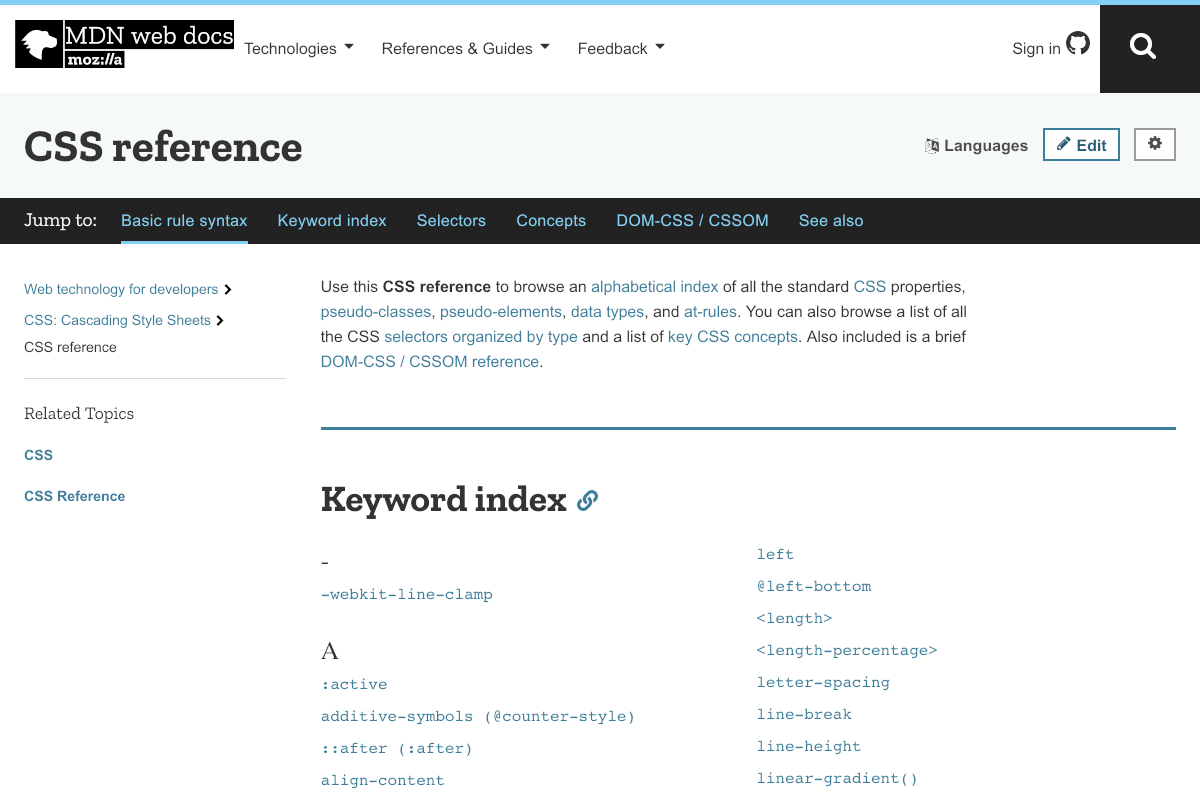 MDN web docs
moz://a
Technologies
References & Guides
Feedback
Sign in
CSS reference
Languages
Edit
Jump to:
Basic rule syntax
Keyword index
Selectors
Concepts
DOM-CSS / CSSOM
See also
Web technology for developers
CSS: Cascading Style Sheets
CSS reference
Related Topics
CSS
CSS Reference
Use this CSS reference to browse an alphabetical index of all the standard CSS properties,
pseudo-classes, pseudo-elements, data types, and at-rules. You can also browse a list of all
the CSS selectors organized by type and a list of key CSS concepts. Also included is a brief
DOM-CSS / CSSOM reference.
Keyword index
-
-webkit-line-clamp
A
:active
additive-symbols (@counter-style)
::after (:after)
align-content
left
@left-bottom
<length>
<length-percentage>
letter-spacing
line-break
line-height
linear-gradient()